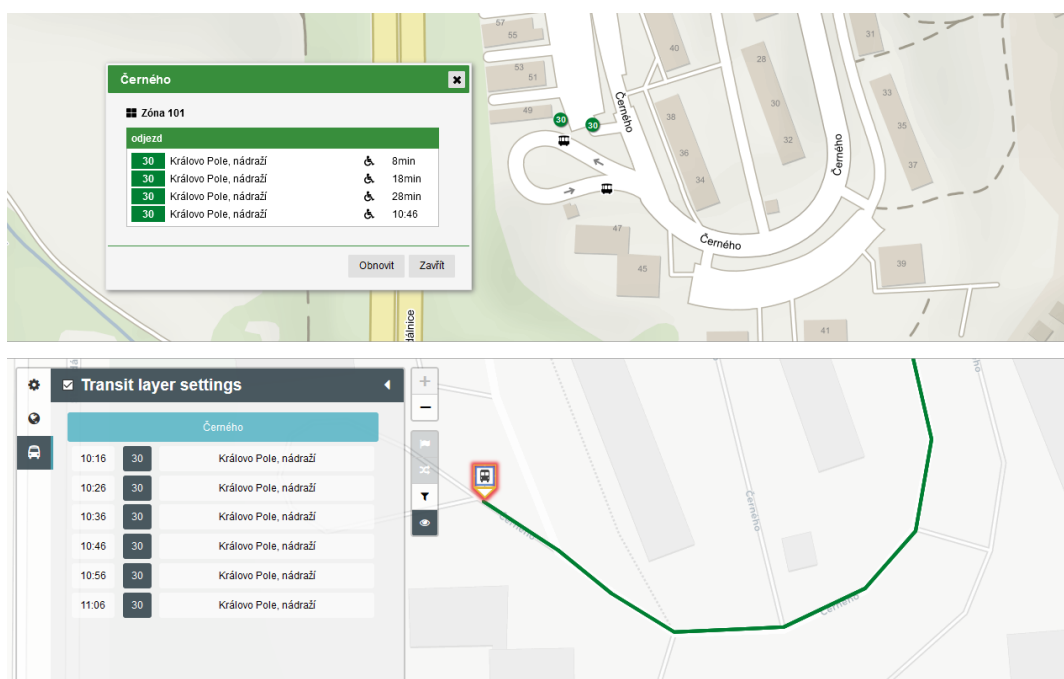 57
55
53
51
49
Černého
✖
Zóna 101
odjezd
30 Královo Pole, nádraží 8min
30 Královo Pole, nádraží 18min
30 Královo Pole, nádraží 28min
30 Královo Pole, nádraží 10:46
Obnovit Zavřít
30
30
Černého
40
38
36
34
28
30
32
Černého
31
33
35
37
Černého
47
45
39
41
Transit layer settings
Černého
10:16 30 Královo Pole, nádraží
10:26 30 Královo Pole, nádraží
10:36 30 Královo Pole, nádraží
10:46 30 Královo Pole, nádraží
10:56 30 Královo Pole, nádraží
11:06 30 Královo Pole, nádraží
+
−
Černého
Černého
Černého